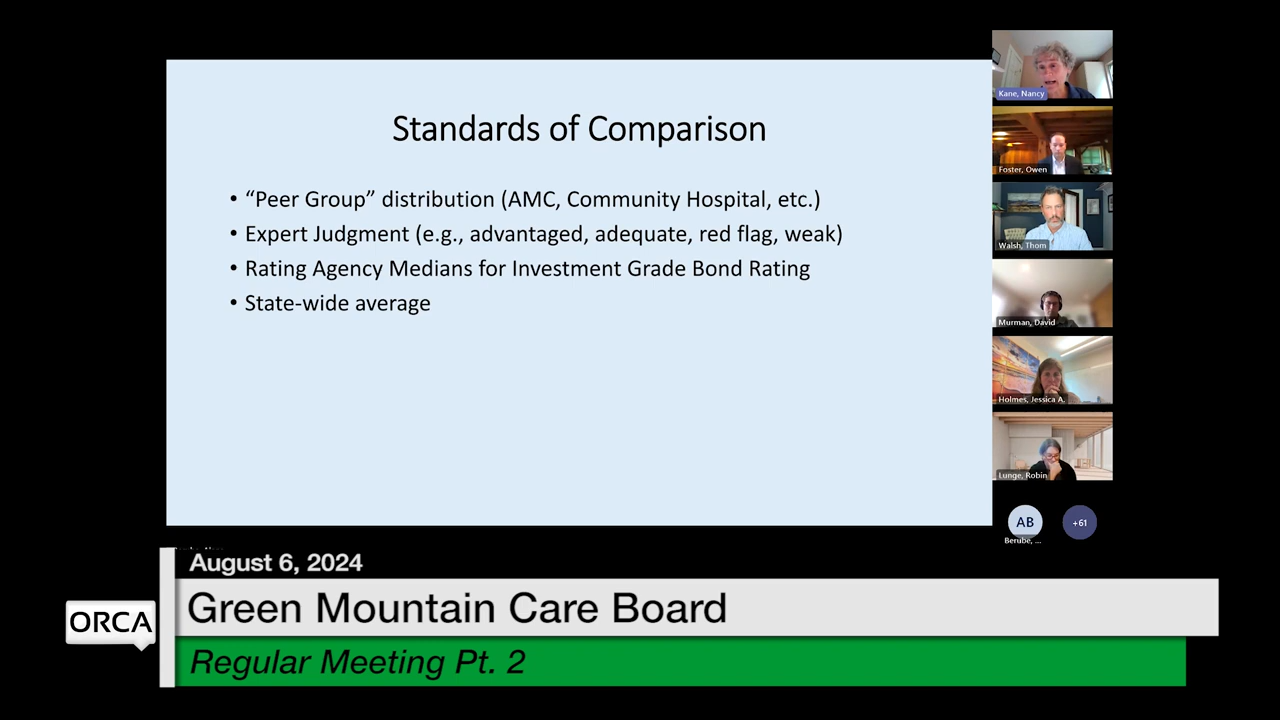 Standards of Comparison
• “Peer Group” distribution (AMC, Community Hospital, etc.)
• Expert Judgment (e.g., advantaged, adequate, red flag, weak)
• Rating Agency Medians for Investment Grade Bond Rating
• State-wide average
Kane, Nancy
Foster, Owen
Walsh, Thom
Murman, David
Holmes, Jessica A.
Lunge, Robin
AB
+61
Berube, ...
August 6, 2024
ORCA
Green Mountain Care Board
Regular Meeting Pt. 2